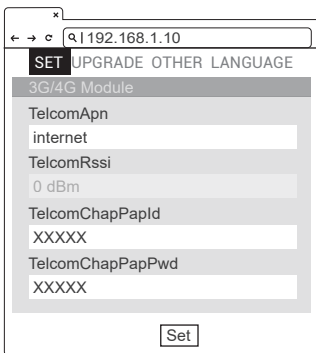 192.168.1.10
SET UPGRADE OTHER LANGUAGE
3G/4G Module
TelcomApn
internet
TelcomRssi
0 dBm
TelcomChapPapId
XXXXX
TelcomChapPapPwd
XXXXX
Set